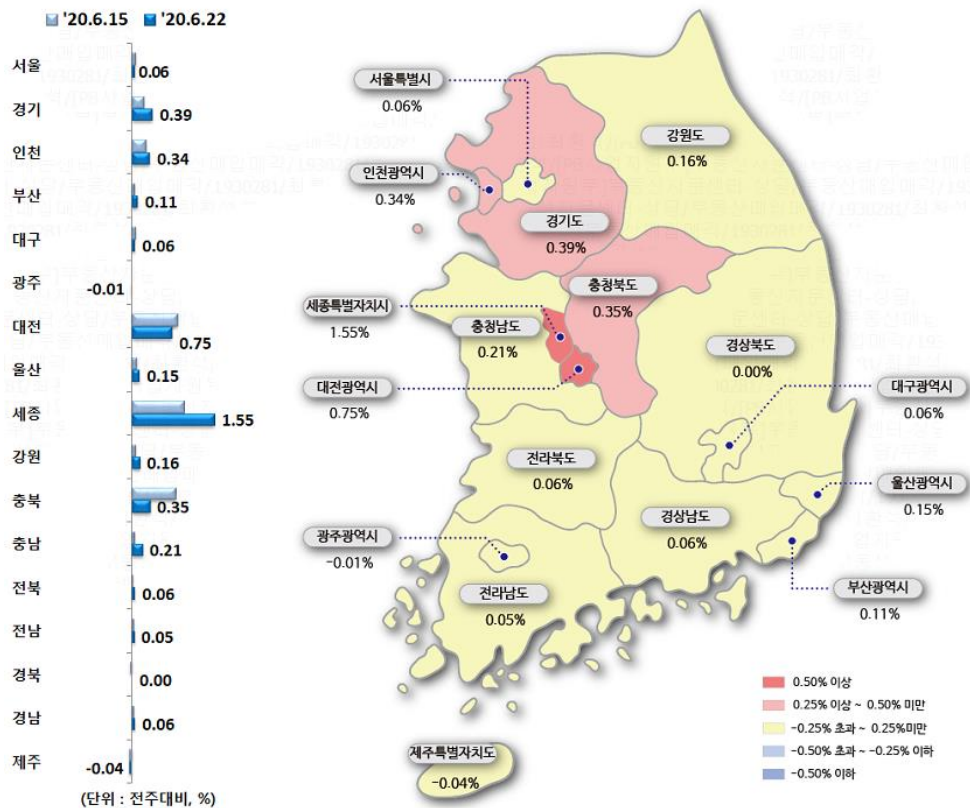 '20.6.15 '20.6.22
서울 0.06
경기 0.39
인천 0.34
부산 0.11
대구 0.06
광주 -0.01
대전 0.75
울산 0.15
세종 1.55
강원 0.16
충북 0.35
충남 0.21
전북 0.06
전남 0.05
경북 0.00
경남 0.06
제주 -0.04
(단위 : 전주대비, %)
서울특별시
0.06%
강원도
0.16%
인천광역시
0.34%
경기도
0.39%
충청북도
0.35%
세종특별자치시
1.55%
충청남도
0.21%
경상북도
0.00%
대전광역시
0.75%
대구광역시
0.06%
전라북도
0.06%
울산광역시
0.15%
경상남도
0.06%
광주광역시
-0.01%
전라남도
0.05%
부산광역시
0.11%
제주특별자치도
-0.04%
0.50% 이상
0.25% 이상 ~ 0.50% 미만
-0.25% 초과 ~ 0.25%미만
-0.50% 초과 ~ -0.25% 이하
-0.50% 이하